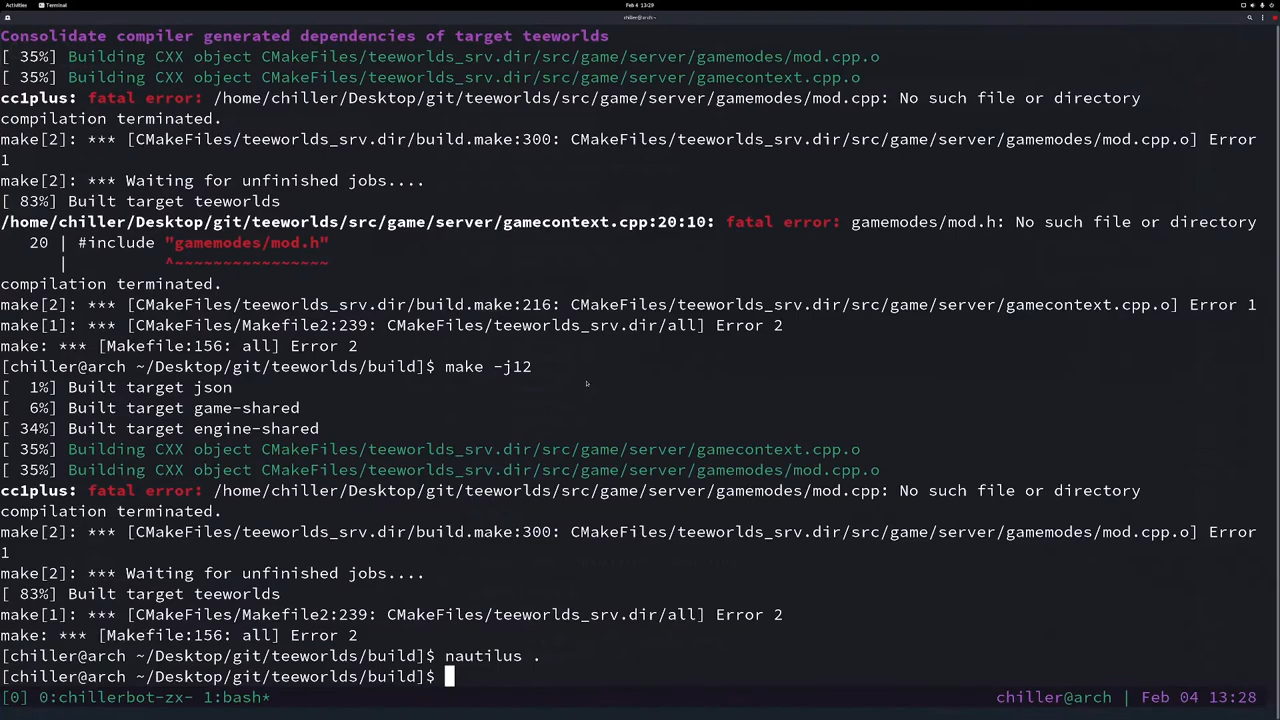 Activities Terminal
Feb 4 13:29
chiller@arch:~
Consolidate compiler generated dependencies of target teeworlds
[ 35%] Building CXX object CMakeFiles/teeworlds_srv.dir/src/game/server/gamemodes/mod.cpp.o
[ 35%] Building CXX object CMakeFiles/teeworlds_srv.dir/src/game/server/gamecontext.cpp.o
cc1plus: fatal error: /home/chiller/Desktop/git/teeworlds/src/game/server/gamemodes/mod.cpp: No such file or directory
compilation terminated.
make[2]: *** [CMakeFiles/teeworlds_srv.dir/build.make:300: CMakeFiles/teeworlds_srv.dir/src/game/server/gamemodes/mod.cpp.o] Error
1
make[2]: *** Waiting for unfinished jobs....
[ 83%] Built target teeworlds
/home/chiller/Desktop/git/teeworlds/src/game/server/gamecontext.cpp:20:10: fatal error: gamemodes/mod.h: No such file or directory
20 | #include "gamemodes/mod.h"
| ^~~~~~~~~~~~~~~~~
compilation terminated.
make[2]: *** [CMakeFiles/teeworlds_srv.dir/build.make:216: CMakeFiles/teeworlds_srv.dir/src/game/server/gamecontext.cpp.o] Error 1
make[1]: *** [CMakeFiles/Makefile2:239: CMakeFiles/teeworlds_srv.dir/all] Error 2
make: *** [Makefile:156: all] Error 2
[chiller@arch ~/Desktop/git/teeworlds/build]$ make -j12
[ 1%] Built target json
[ 6%] Built target game-shared
[ 34%] Built target engine-shared
[ 35%] Building CXX object CMakeFiles/teeworlds_srv.dir/src/game/server/gamecontext.cpp.o
[ 35%] Building CXX object CMakeFiles/teeworlds_srv.dir/src/game/server/gamemodes/mod.cpp.o
cc1plus: fatal error: /home/chiller/Desktop/git/teeworlds/src/game/server/gamemodes/mod.cpp: No such file or directory
compilation terminated.
make[2]: *** [CMakeFiles/teeworlds_srv.dir/build.make:300: CMakeFiles/teeworlds_srv.dir/src/game/server/gamemodes/mod.cpp.o] Error
1
make[2]: *** Waiting for unfinished jobs....
[ 83%] Built target teeworlds
make[1]: *** [CMakeFiles/Makefile2:239: CMakeFiles/teeworlds_srv.dir/all] Error 2
make: *** [Makefile:156: all] Error 2
[chiller@arch ~/Desktop/git/teeworlds/build]$ nautilus .
[chiller@arch ~/Desktop/git/teeworlds/build]$
[0] 0:chillerbot-zx- 1:bash* chiller@arch | Feb 04 13:28